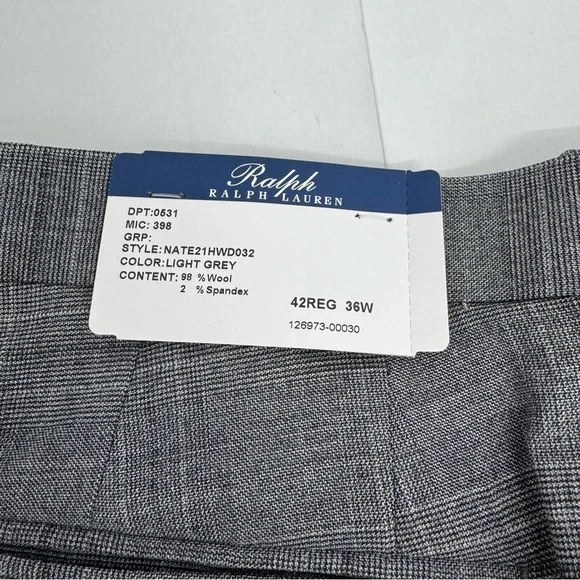 Ralph
RALPH LAUREN
DPT:0531
MIC: 398
GRP:
STYLE:NATE21HWD032
COLOR:LIGHT GREY
CONTENT: 98 %Wool
2 %Spandex
42REG 36W
126973-00030